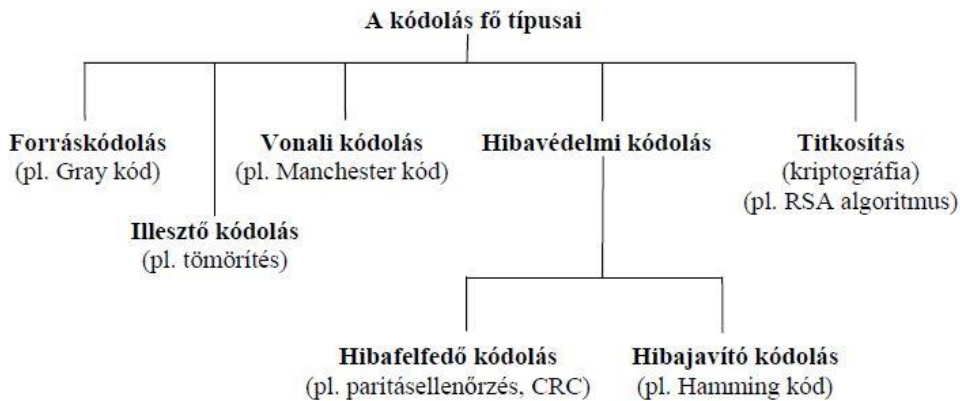 A kódolás fő típusai
Forráskódolás
(pl. Gray kód)
Illesztő kódolás
(pl. tömörítés)
Vonali kódolás
(pl. Manchester kód)
Hibavédelmi kódolás
Titkosítás
(kriptográfia)
(pl. RSA algoritmus)
Hibafelfedő kódolás
(pl. paritásellenőrzés, CRC)
Hibajavító kódolás
(pl. Hamming kód)